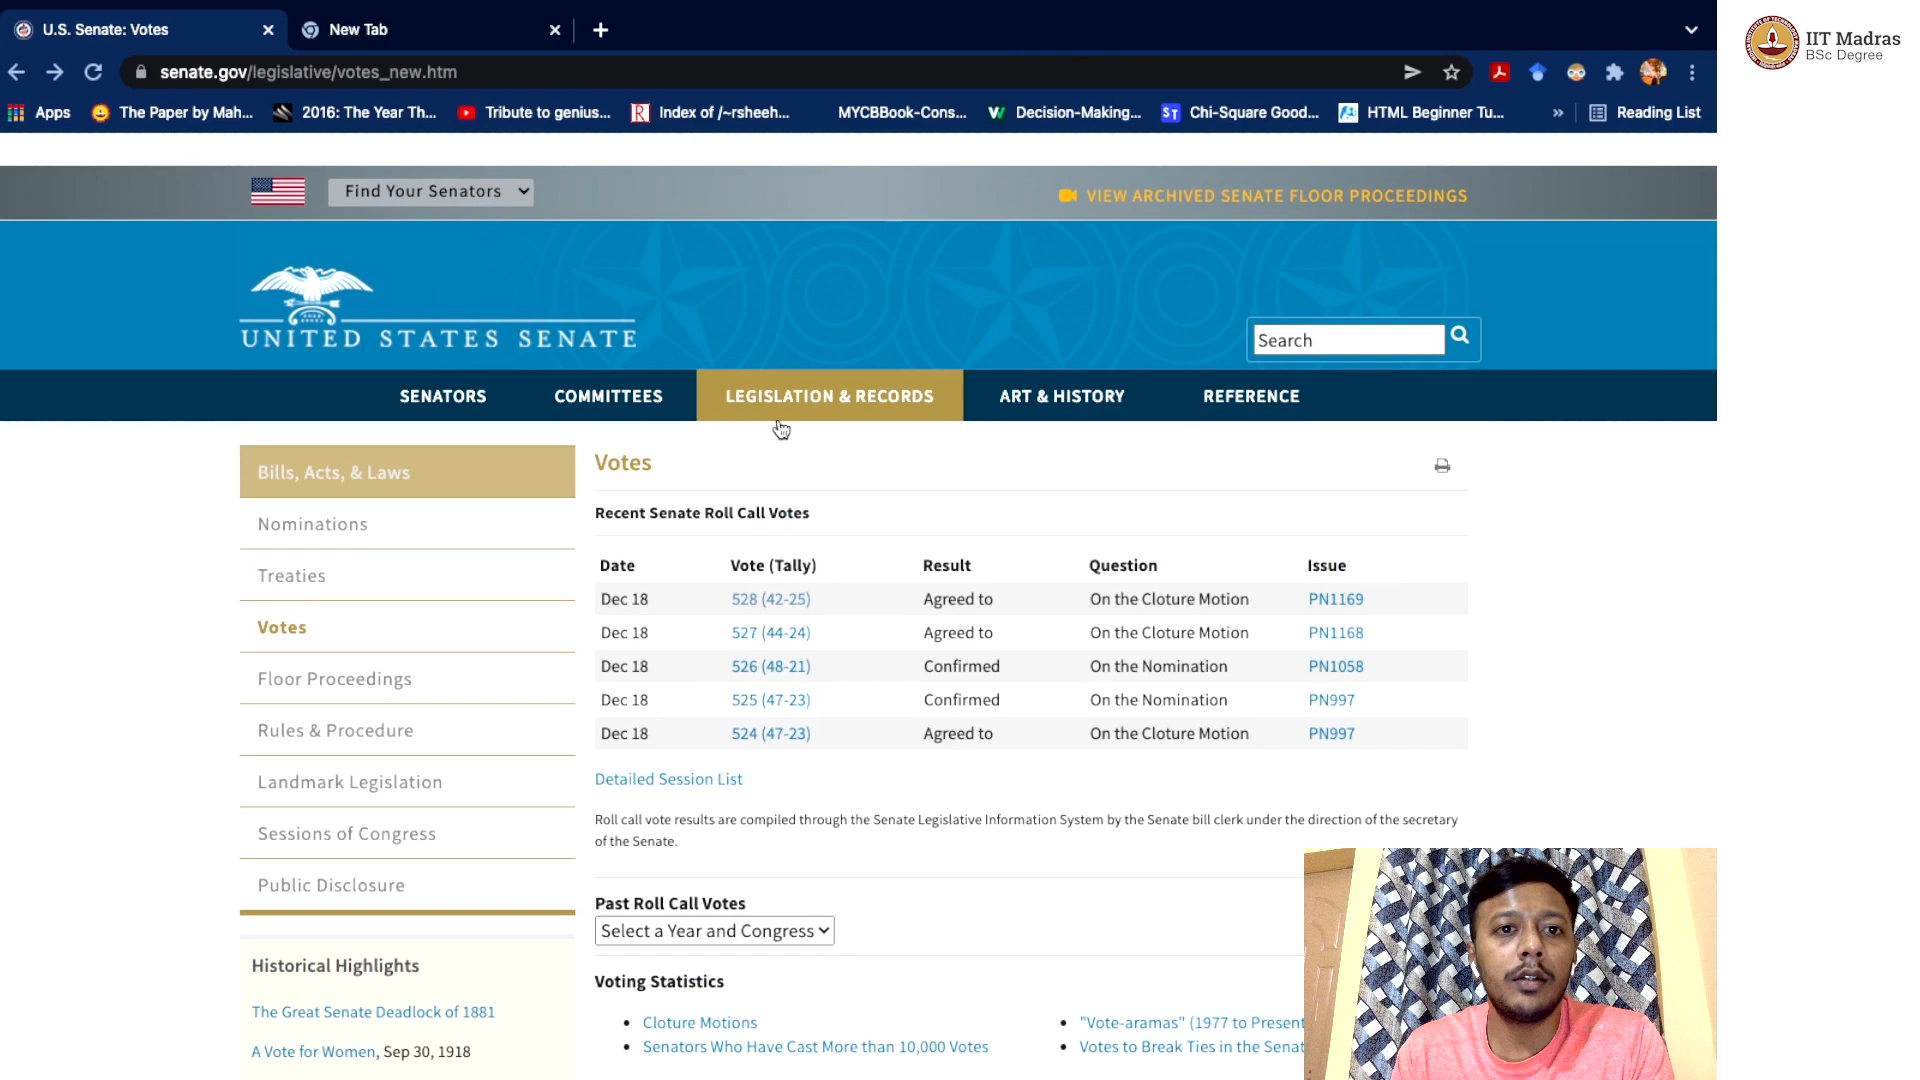 U.S. Senate: Votes
New Tab
IIT Madras
BSc Degree
senate.gov/legislative/votes_new.htm
Apps
The Paper by Mah...
2016: The Year Th...
Tribute to genius...
Index of /~rsheeh...
MYCBBook-Cons...
Decision-Making...
Chi-Square Good...
HTML Beginner Tu...
»
Reading List
Find Your Senators
VIEW ARCHIVED SENATE FLOOR PROCEEDINGS
UNITED STATES SENATE
Search
SENATORS
COMMITTEES
LEGISLATION & RECORDS
ART & HISTORY
REFERENCE
Bills, Acts, & Laws
Nominations
Treaties
Votes
Floor Proceedings
Rules & Procedure
Landmark Legislation
Sessions of Congress
Public Disclosure
Historical Highlights
The Great Senate Deadlock of 1881
A Vote for Women, Sep 30, 1918
Votes
Recent Senate Roll Call Votes
Date Vote (Tally) Result Question Issue
Dec 18 528 (42-25) Agreed to On the Cloture Motion PN1169
Dec 18 527 (44-24) Agreed to On the Cloture Motion PN1168
Dec 18 526 (48-21) Confirmed On the Nomination PN1058
Dec 18 525 (47-23) Confirmed On the Nomination PN997
Dec 18 524 (47-23) Agreed to On the Cloture Motion PN997
Detailed Session List
Roll call vote results are compiled through the Senate Legislative Information System by the Senate bill clerk under the direction of the secretary
of the Senate.
Past Roll Call Votes
Select a Year and Congress
Voting Statistics
Cloture Motions
Senators Who Have Cast More than 10,000 Votes
"Vote-aramas" (1977 to Present
Votes to Break Ties in the Senat